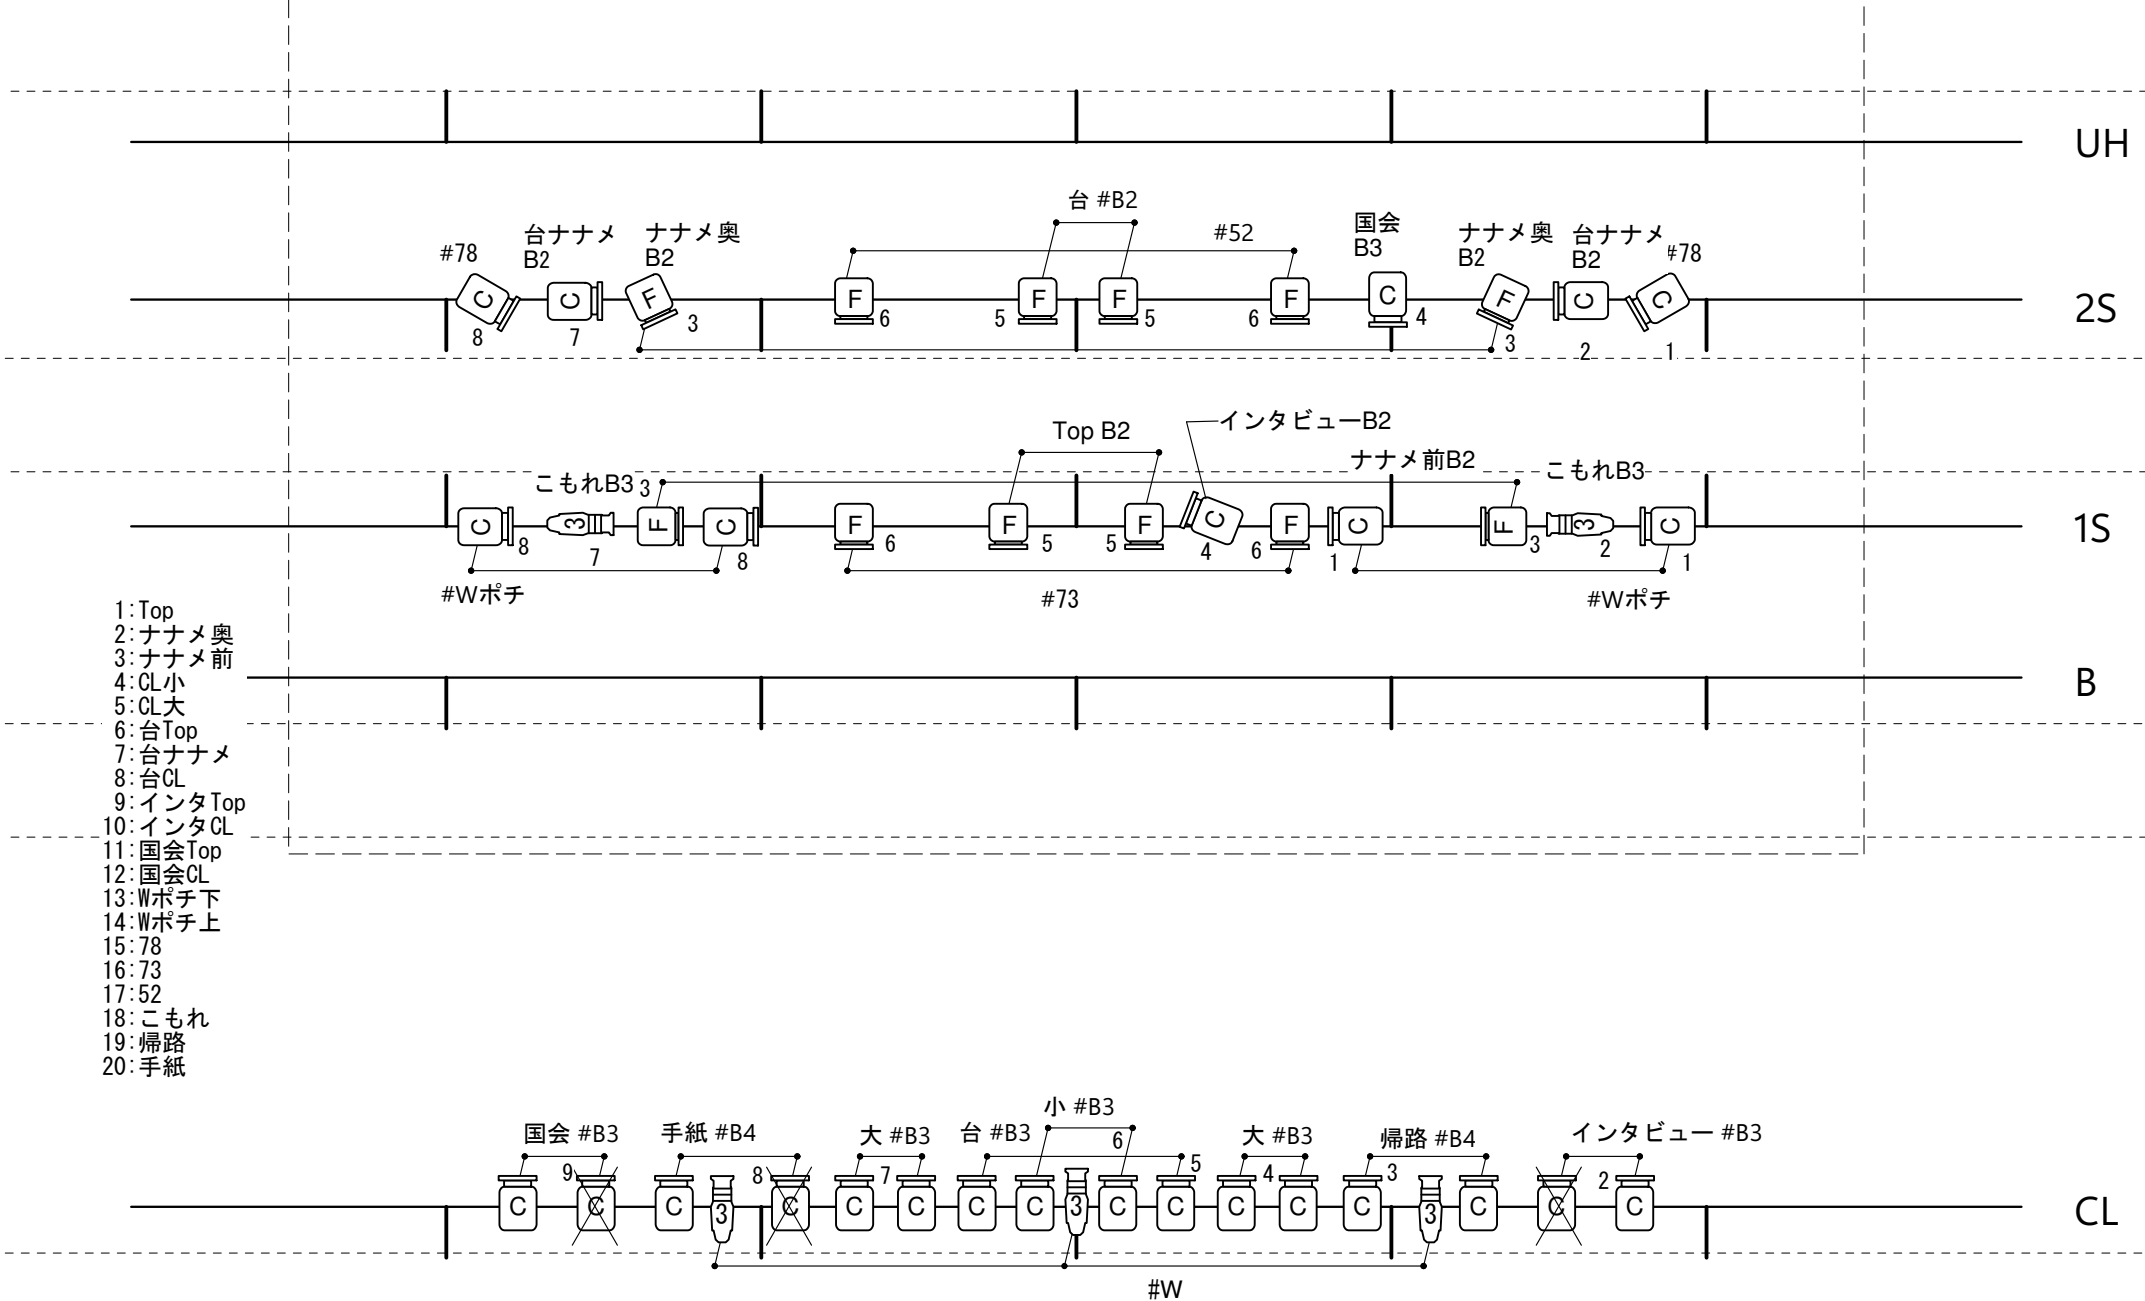 UH
台 #B2
#52
#78
台ナナメ
B2
ナナメ奥
B2
国会
B3
ナナメ奥
B2
台ナナメ
B2
#78
C
C
F
F
F
F
F
C
F
C
C
8
7
3
6
5
5
6
4
3
2
1
2S
インタビューB2
Top B2
ナナメ前B2
こもれB3
3
こもれB3
C
3
F
C
F
F
F
C
F
C
F
3
C
8
7
8
6
5
5
4
6
1
3
2
1
1S
#Wポチ
#73
#Wポチ
1:Top
2:ナナメ奥
3:ナナメ前
4:CL小
5:CL大
6:台Top
7:台ナナメ
8:台CL
9:インタTop
10:インタCL
11:国会Top
12:国会CL
13:Wポチ下
14:Wポチ上
15:78
16:73
17:52
18:こもれ
19:帰路
20:手紙
B
国会 #B3
手紙 #B4
大 #B3
台 #B3
小 #B3
大 #B3
帰路 #B4
インタビュー #B3
9
8
7
6
5
4
3
2
C
C
C
3
C
C
C
C
C
3
C
C
C
C
C
3
C
C
C
CL
#W